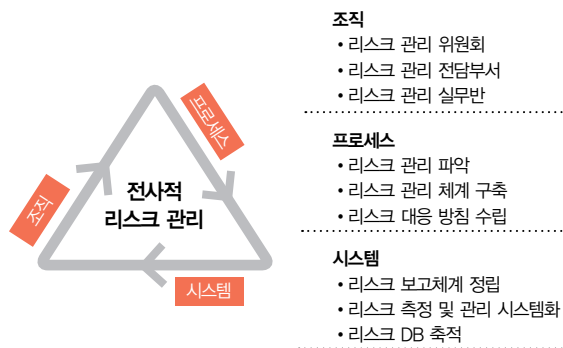 조직
• 리스크 관리 위원회
• 리스크 관리 전담부서
• 리스크 관리 실무반
프로세스
• 리스크 관리 파악
• 리스크 관리 체계 구축
• 리스크 대응 방침 수립
시스템
• 리스크 보고체계 정립
• 리스크 측정 및 관리 시스템화
• 리스크 DB 축적
프로세스
조직
전사적
리스크 관리
시스템